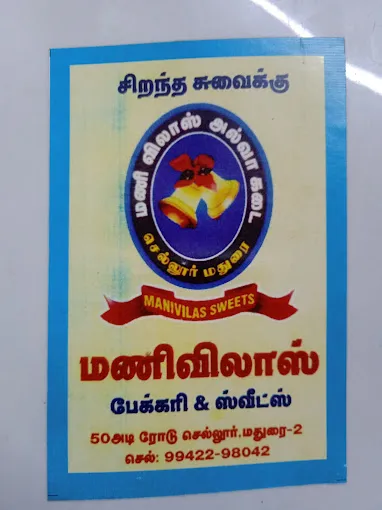 சிறந்த சுவைக்கு
மணி விலாஸ் அல்வா கடை
செல்லூர் மதுரை
MANIVILAS SWEETS
மணிவிலாஸ்
பேக்கரி & ஸ்வீட்ஸ்
50அடி ரோடு செல்லூர்,மதுரை-2
செல்: 99422-98042